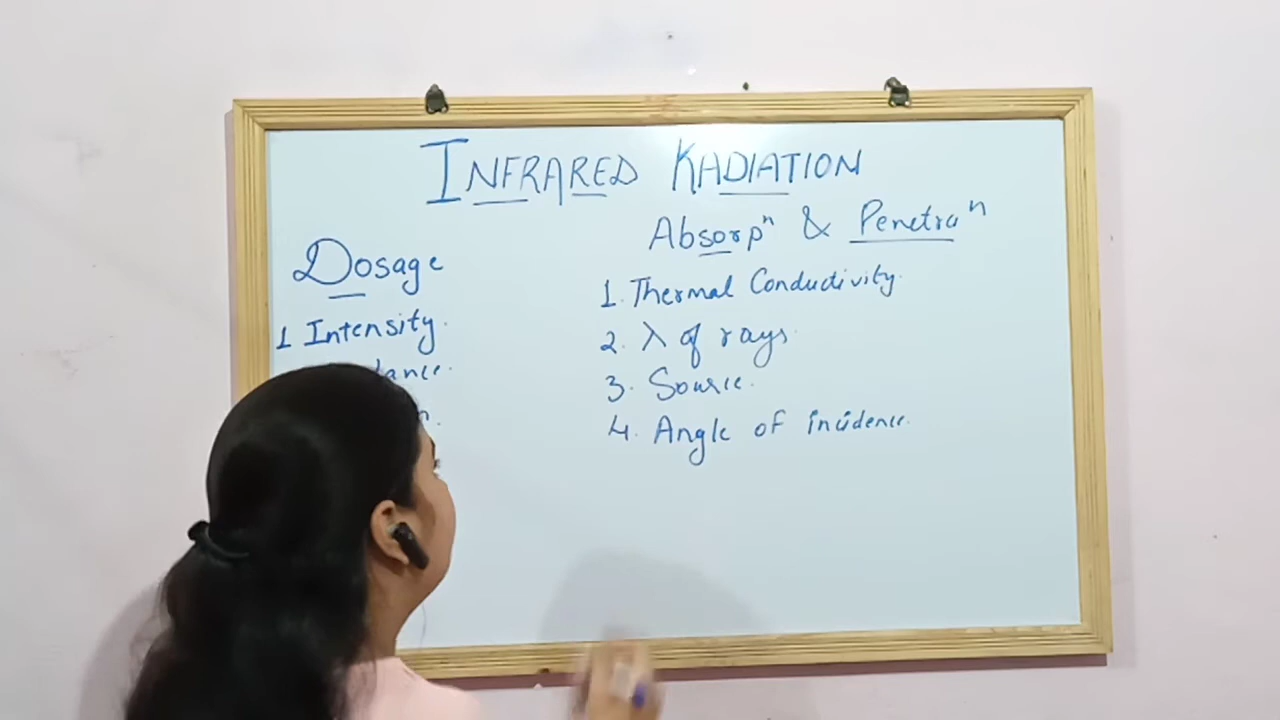 INFRARED RADIATION
Dosage
1 Intensity.
Absorpⁿ & Penetraⁿ
1. Thermal Conductivity.
2. λ of rays.
3. Source.
4. Angle of incidence.